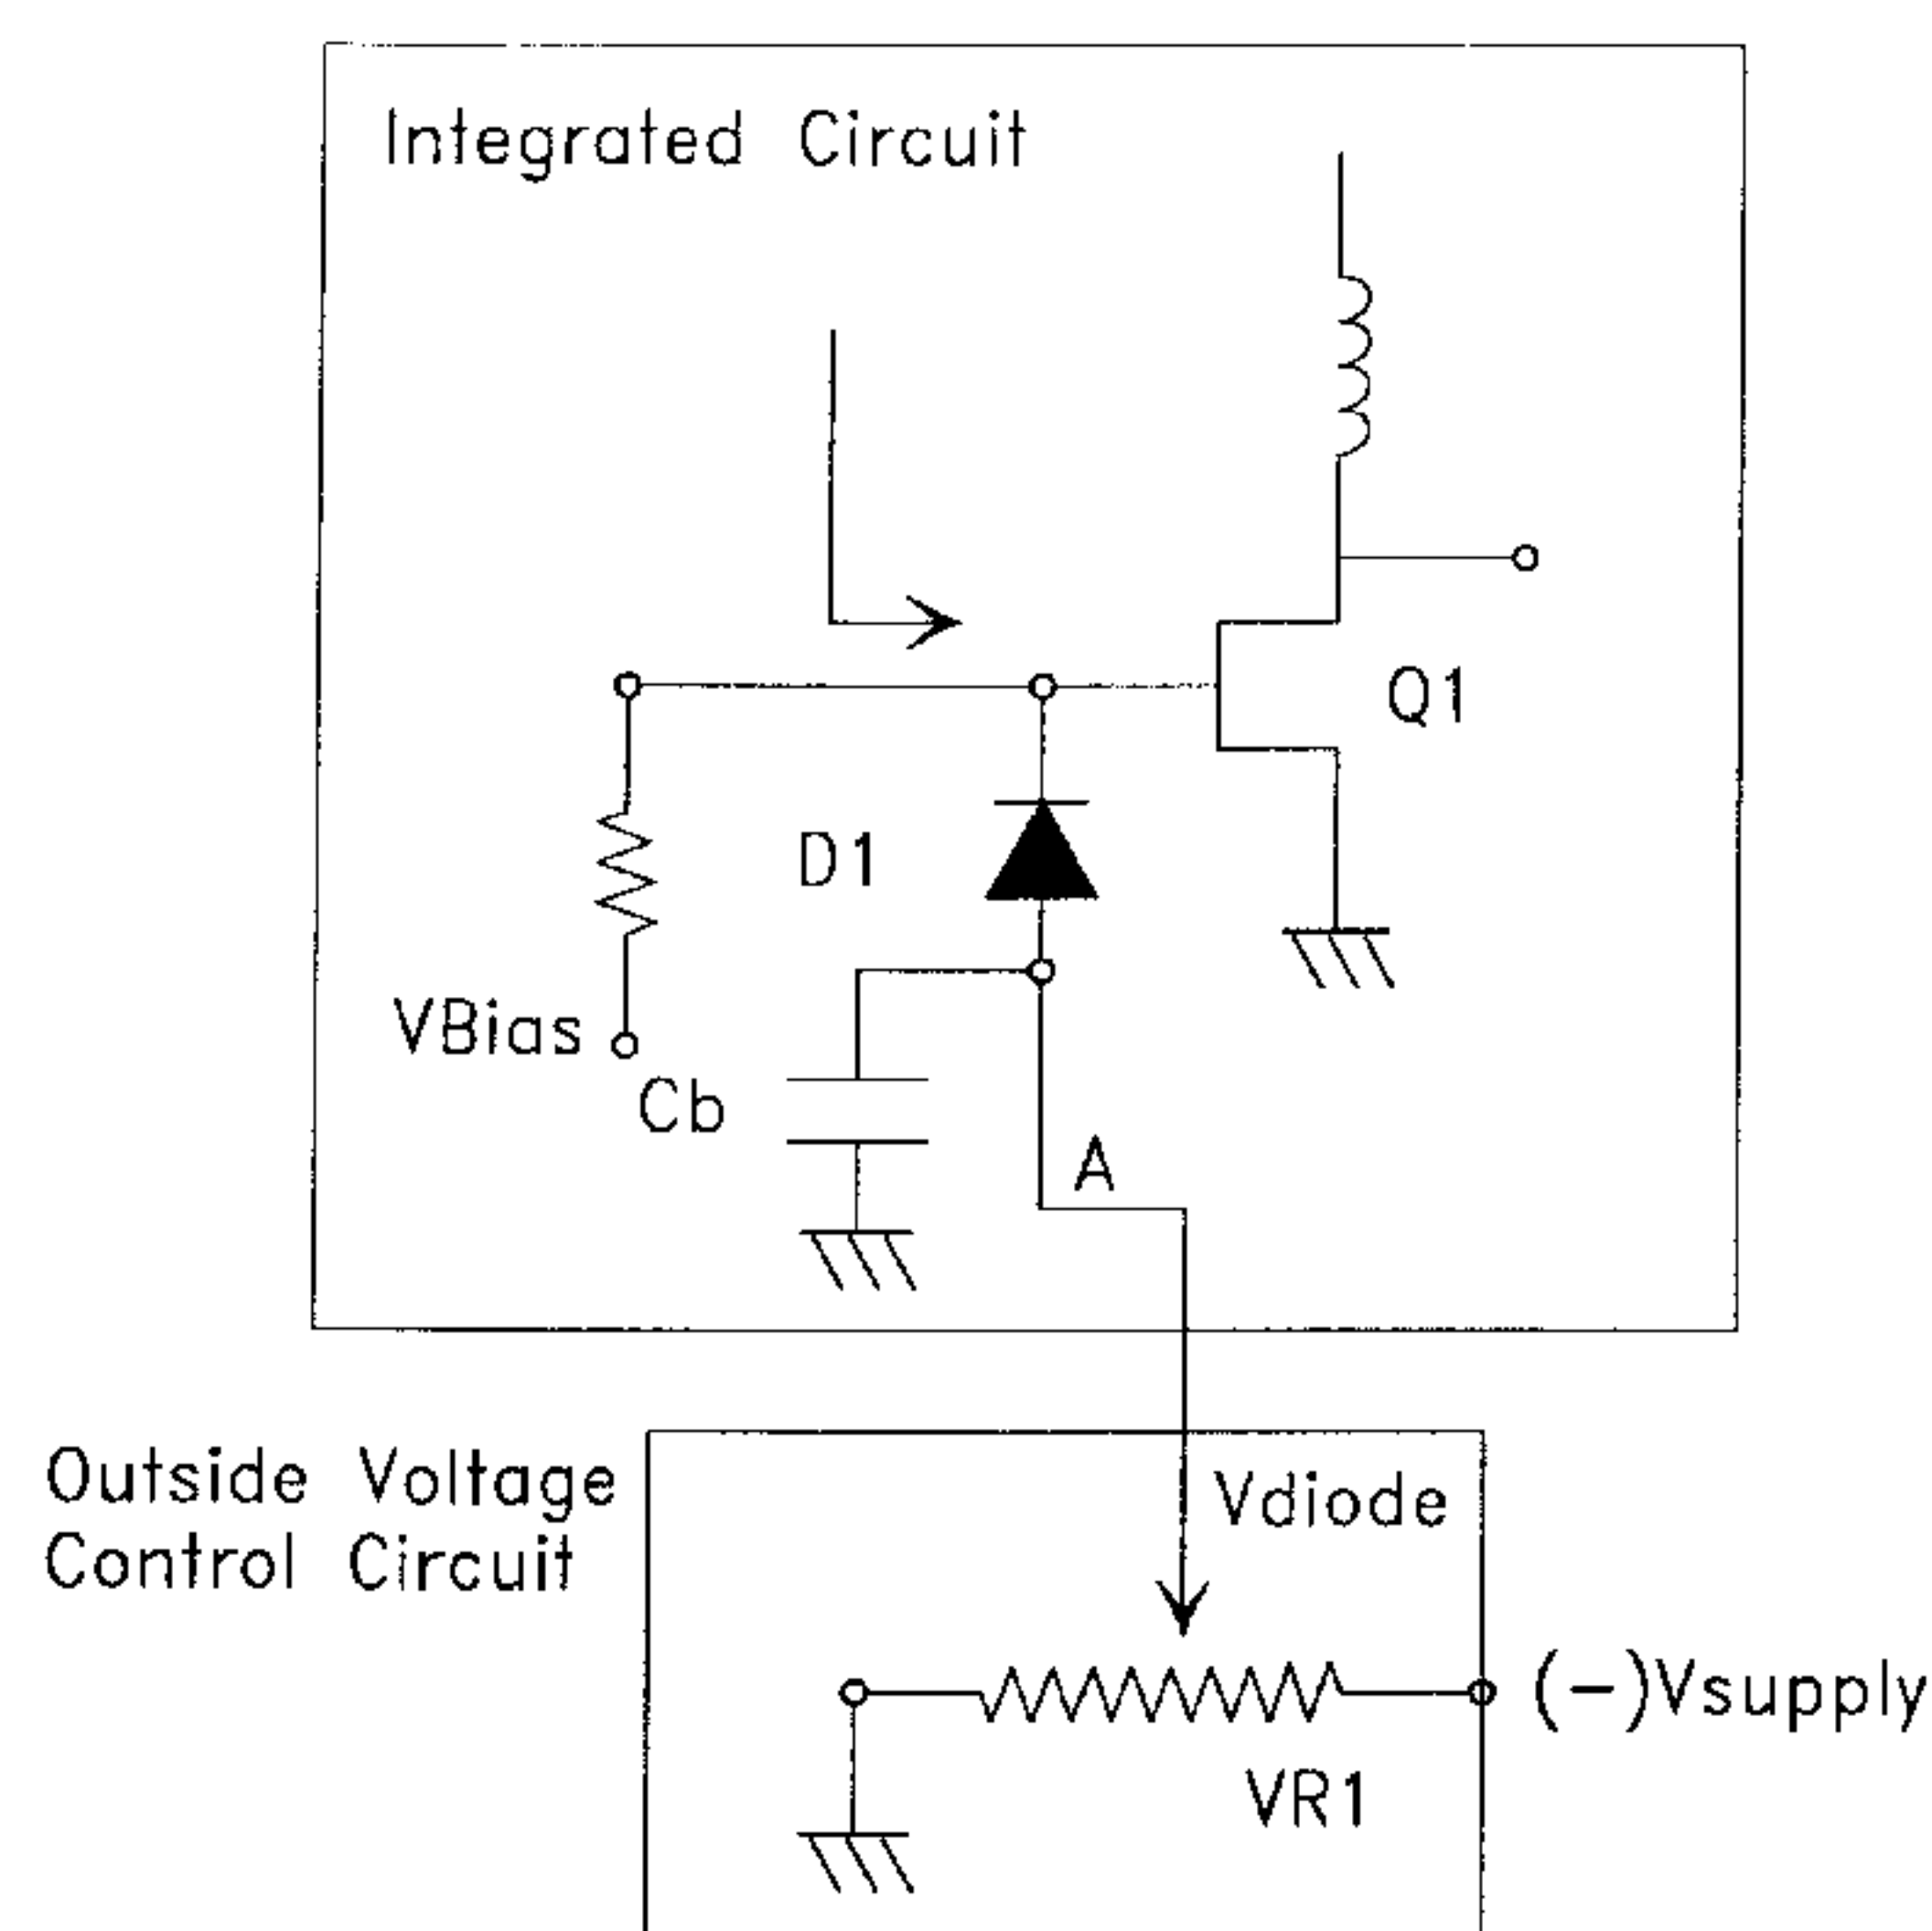 Integrated Circuit
Q1
D1
VBias
Cb
A
Outside Voltage
Control Circuit
Vdiode
(-)Vsupply
VR1